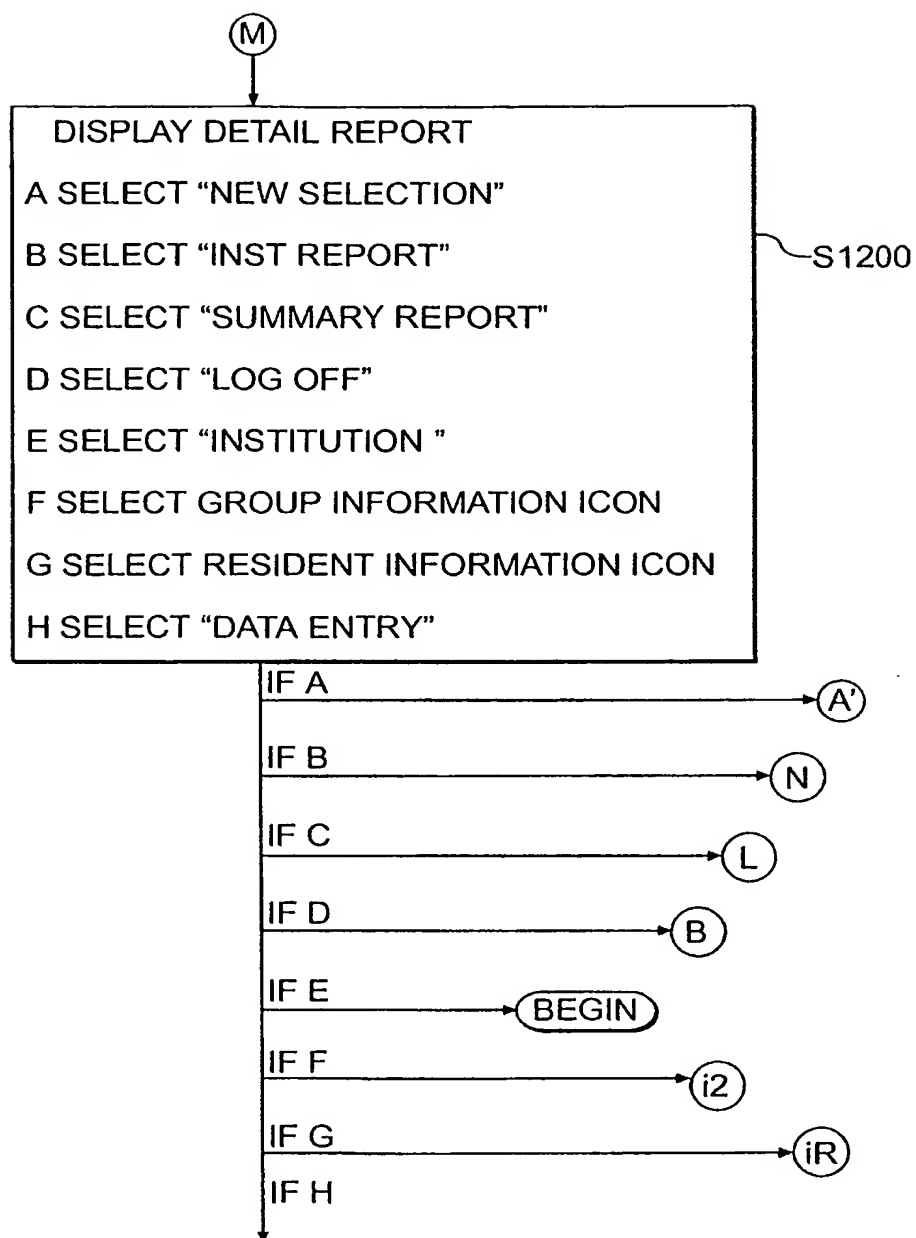 M
DISPLAY DETAIL REPORT
A SELECT “NEW SELECTION”
B SELECT “INST REPORT”
S1200
C SELECT “SUMMARY REPORT”
D SELECT “LOG OFF”
E SELECT “INSTITUTION ”
F SELECT GROUP INFORMATION ICON
G SELECT RESIDENT INFORMATION ICON
H SELECT “DATA ENTRY”
IF A
A'
IF B
N
IF C
L
IF D
B
IF E
BEGIN
IF F
i2
IF G
iR
IF H